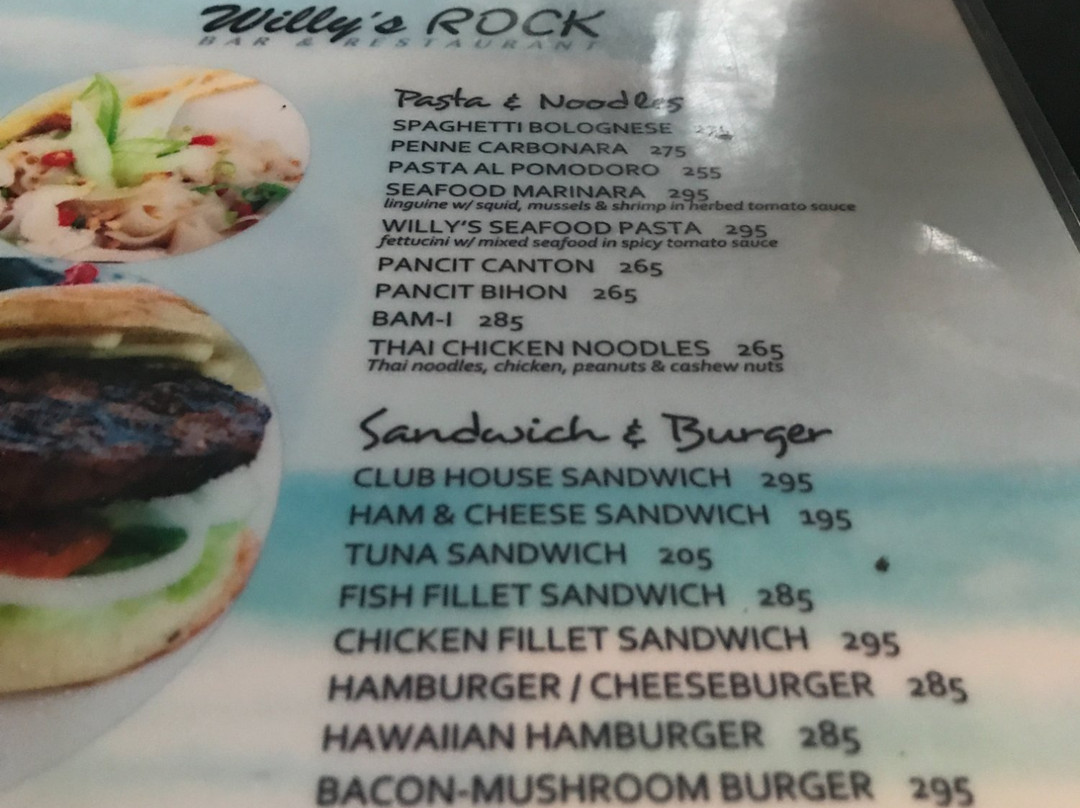 Willy's ROCK
BAR & RESTAURANT
Pasta & Noodles
SPAGHETTI BOLOGNESE
PENNE CARBONARA 275
PASTA AL POMODORO 255
SEAFOOD MARINARA 295
linguine w/ squid, mussels & shrimp in herbed tomato sauce
WILLY'S SEAFOOD PASTA 295
fettucini w/ mixed seafood in spicy tomato sauce
PANCIT CANTON 265
PANCIT BIHON 265
BAM-I 285
THAI CHICKEN NOODLES 265
Thai noodles, chicken, peanuts & cashew nuts
Sandwich & Burger
CLUB HOUSE SANDWICH 295
HAM & CHEESE SANDWICH 195
TUNA SANDWICH 205
FISH FILLET SANDWICH 285
CHICKEN FILLET SANDWICH 295
HAMBURGER / CHEESEBURGER 285
HAWAIIAN HAMBURGER 285
BACON-MUSHROOM BURGER 295